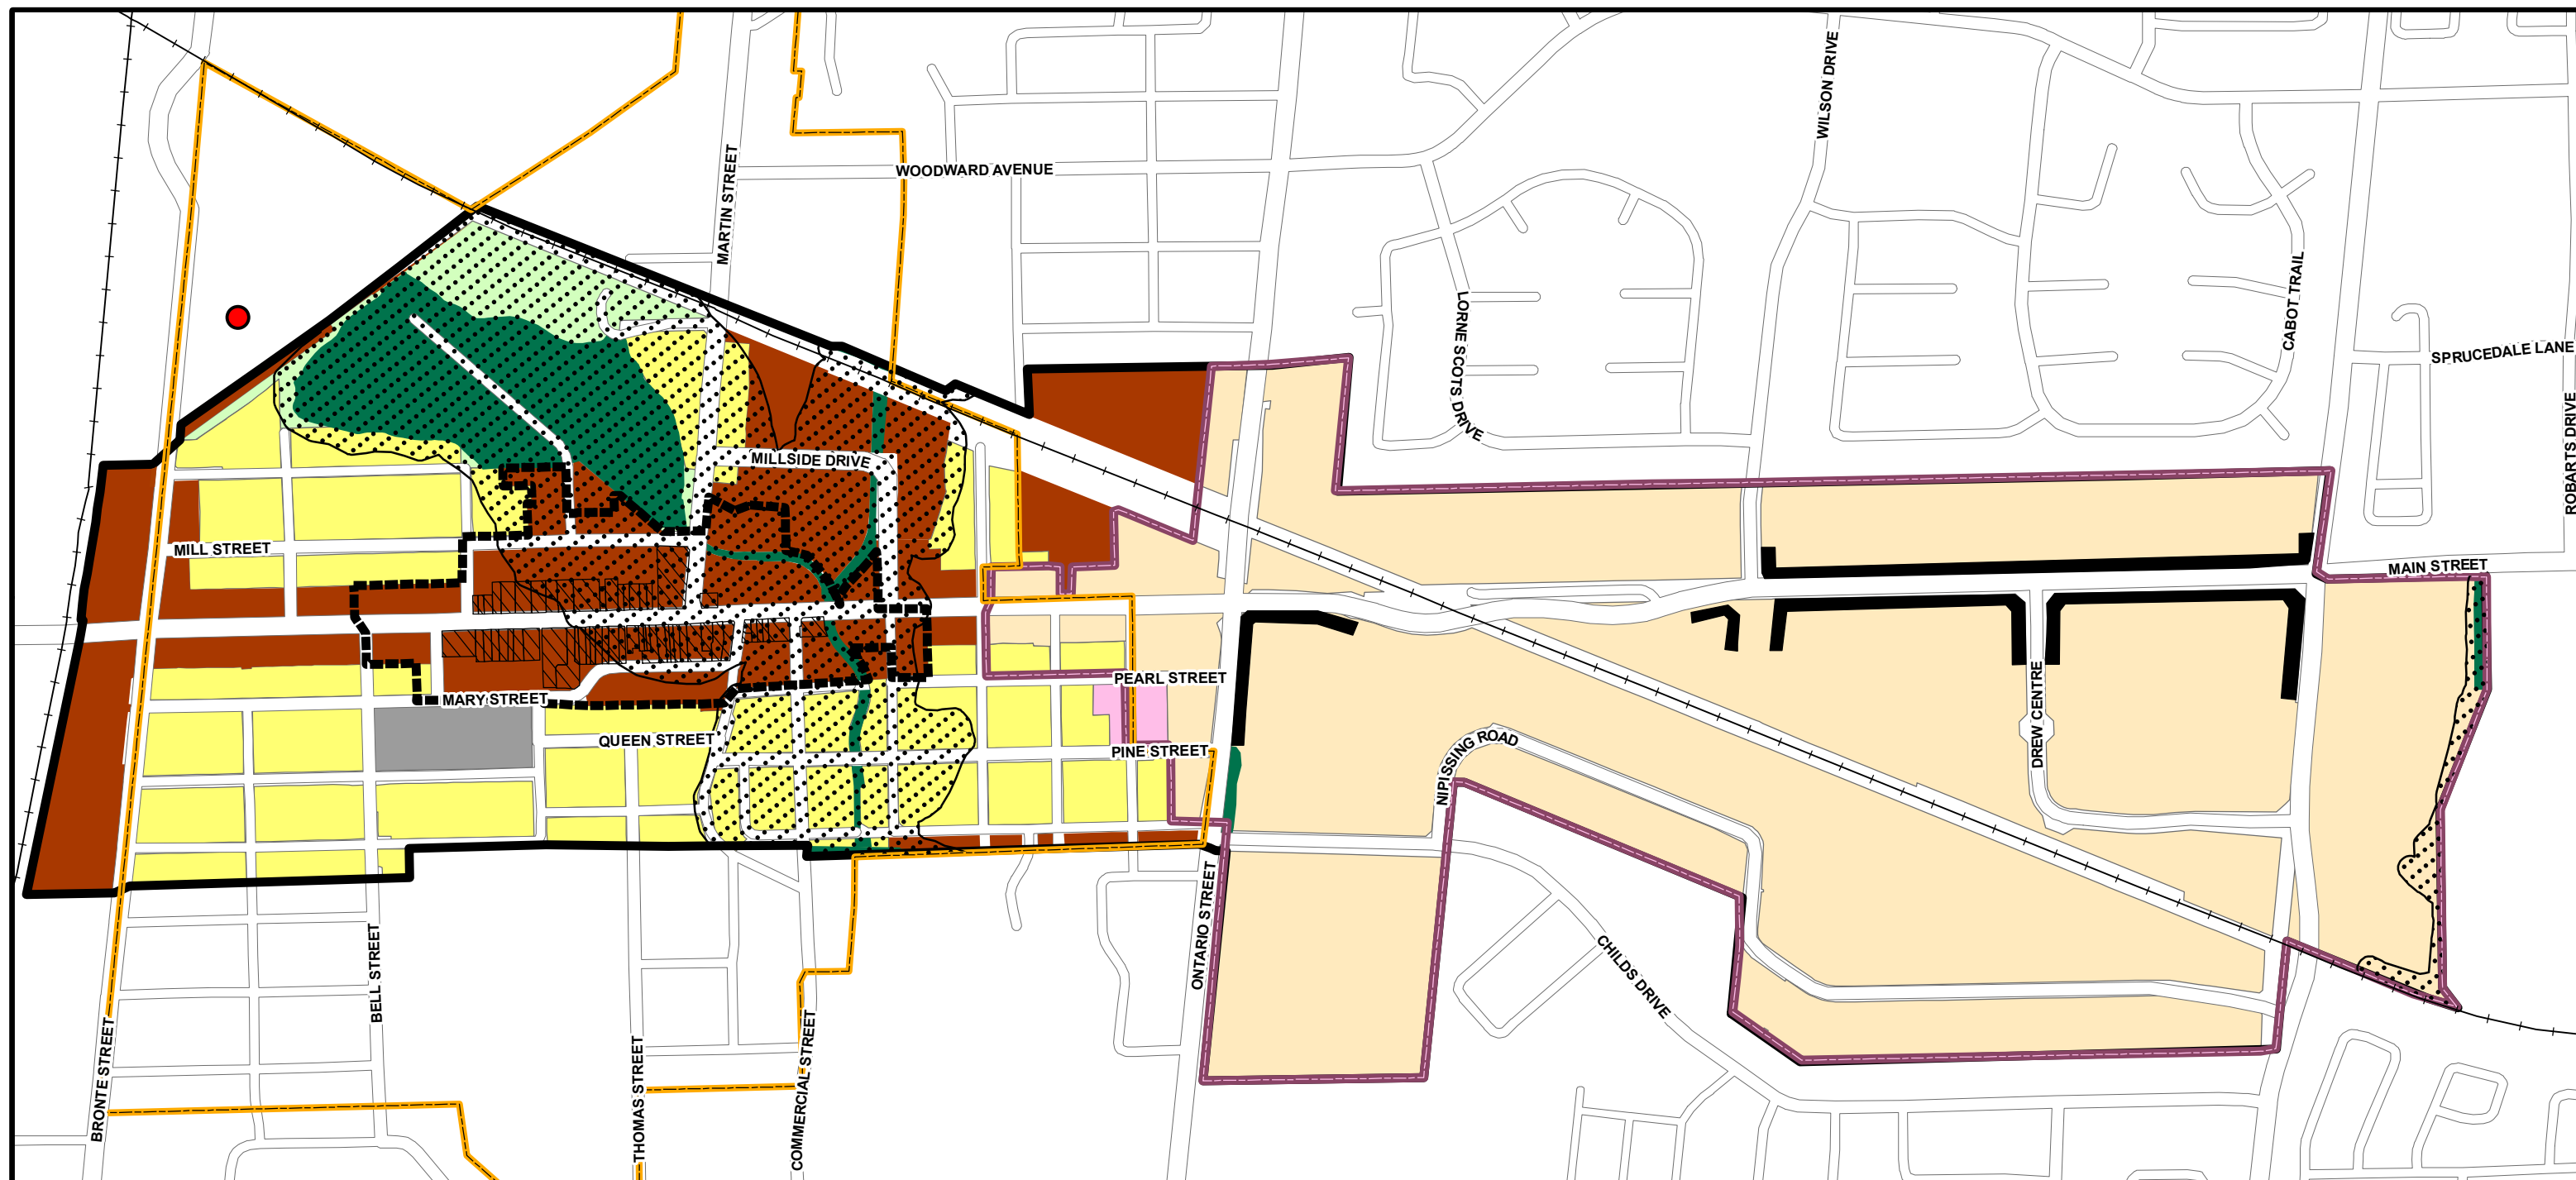 WILSON DRIVE
WOODWARD AVENUE
MARTIN STREET
LORNE SCOTS DRIVE
CABOT TRAIL
SPRUCEDALE LANE
ROBARTS DRIVE
MILLSIDE DRIVE
MILL STREET
MAIN STREET
PEARL STREET
MARY STREET
QUEEN STREET
PINE STREET
NIPISSING ROAD
DREW CENTRE
ONTARIO STREET
CHILDS DRIVE
BELL STREET
BRONTE STREET
THOMAS STREET
COMMERCIAL STREET